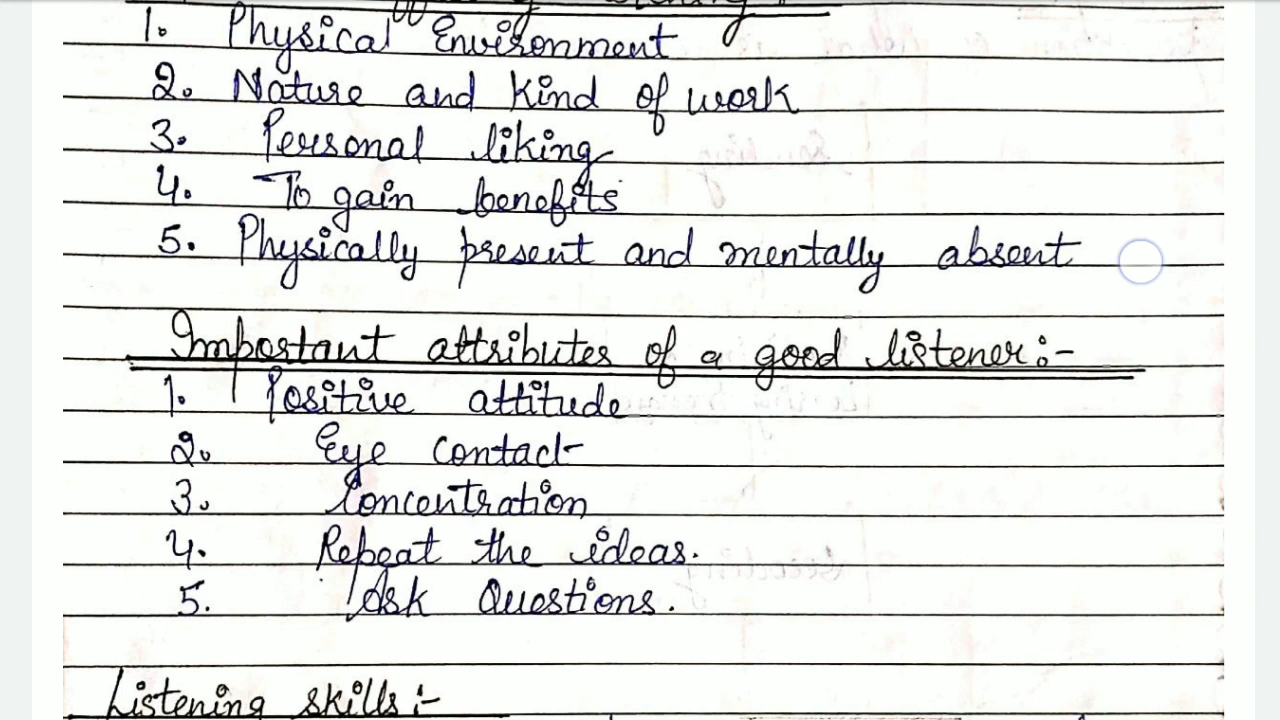 1. Physical Environment
2. Nature and kind of work
3. Personal liking
4. To gain benefits
5. Physically present and mentally absent
Important attributes of a good listener:-
1. Positive attitude
2. Eye contact
3. Concentration
4. Repeat the ideas.
5. Ask Questions.
Listening skills:-